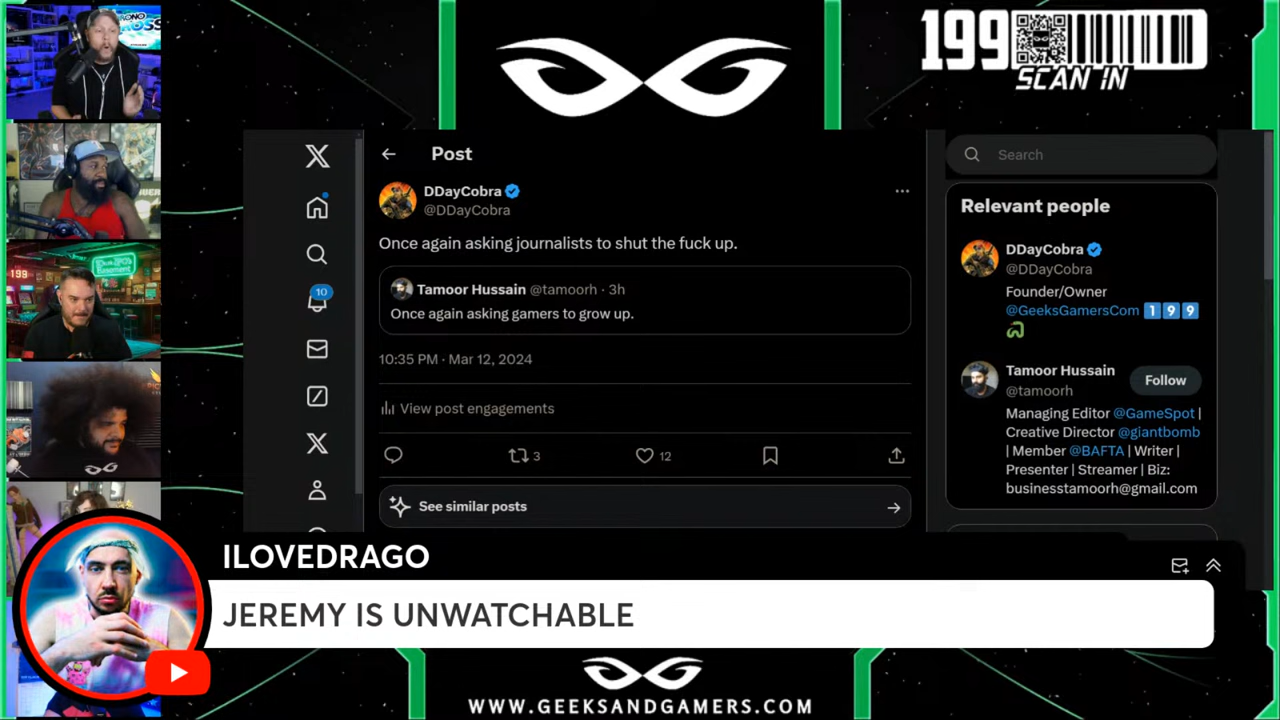 199
SCAN IN
Post
DDayCobra
@DDayCobra
Once again asking journalists to shut the fuck up.
Tamoor Hussain @tamoorh · 3h
Once again asking gamers to grow up.
10:35 PM · Mar 12, 2024
View post engagements
3
12
See similar posts
10
Search
Relevant people
DDayCobra
@DDayCobra
Founder/Owner
@GeeksGamersCom 1 9 9
Tamoor Hussain
@tamoorh
Follow
Managing Editor @GameSpot |
Creative Director @giantbomb
| Member @BAFTA | Writer |
Presenter | Streamer | Biz:
businesstamoorh@gmail.com
199
Basement
ILOVEDRAGO
JEREMY IS UNWATCHABLE
WWW.GEEKSANDGAMERS.COM